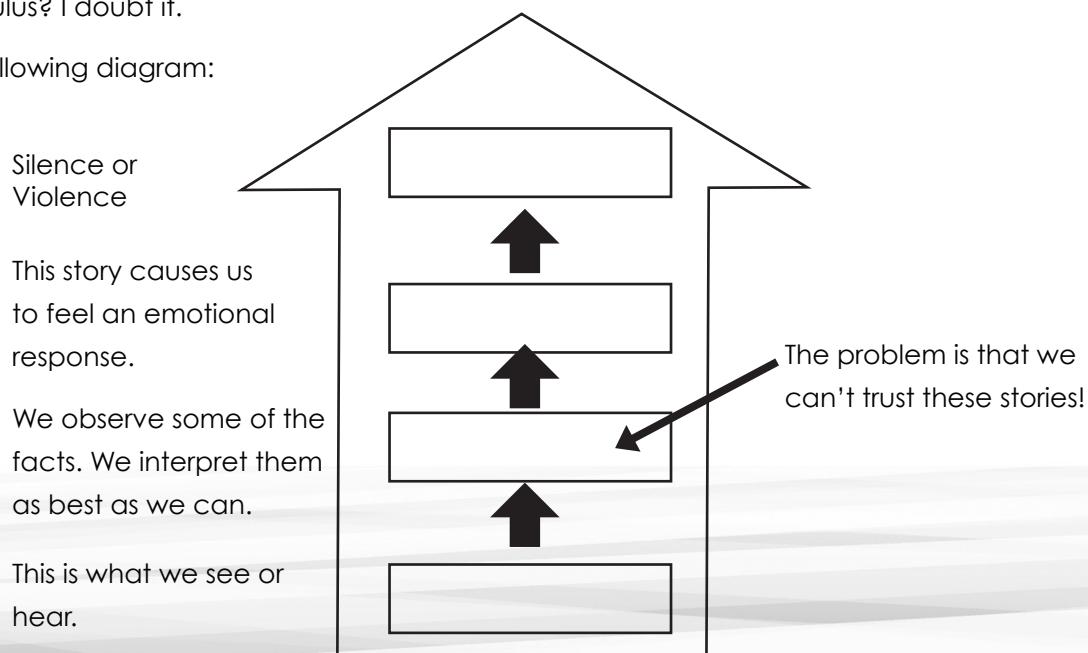 I doubt it.
following diagram:
Silence or
Violence
This story causes us
to feel an emotional
response.
The problem is that we
can't trust these stories!
We observe some of the
facts. We interpret them
as best as we can.
This is what we see or
hear.